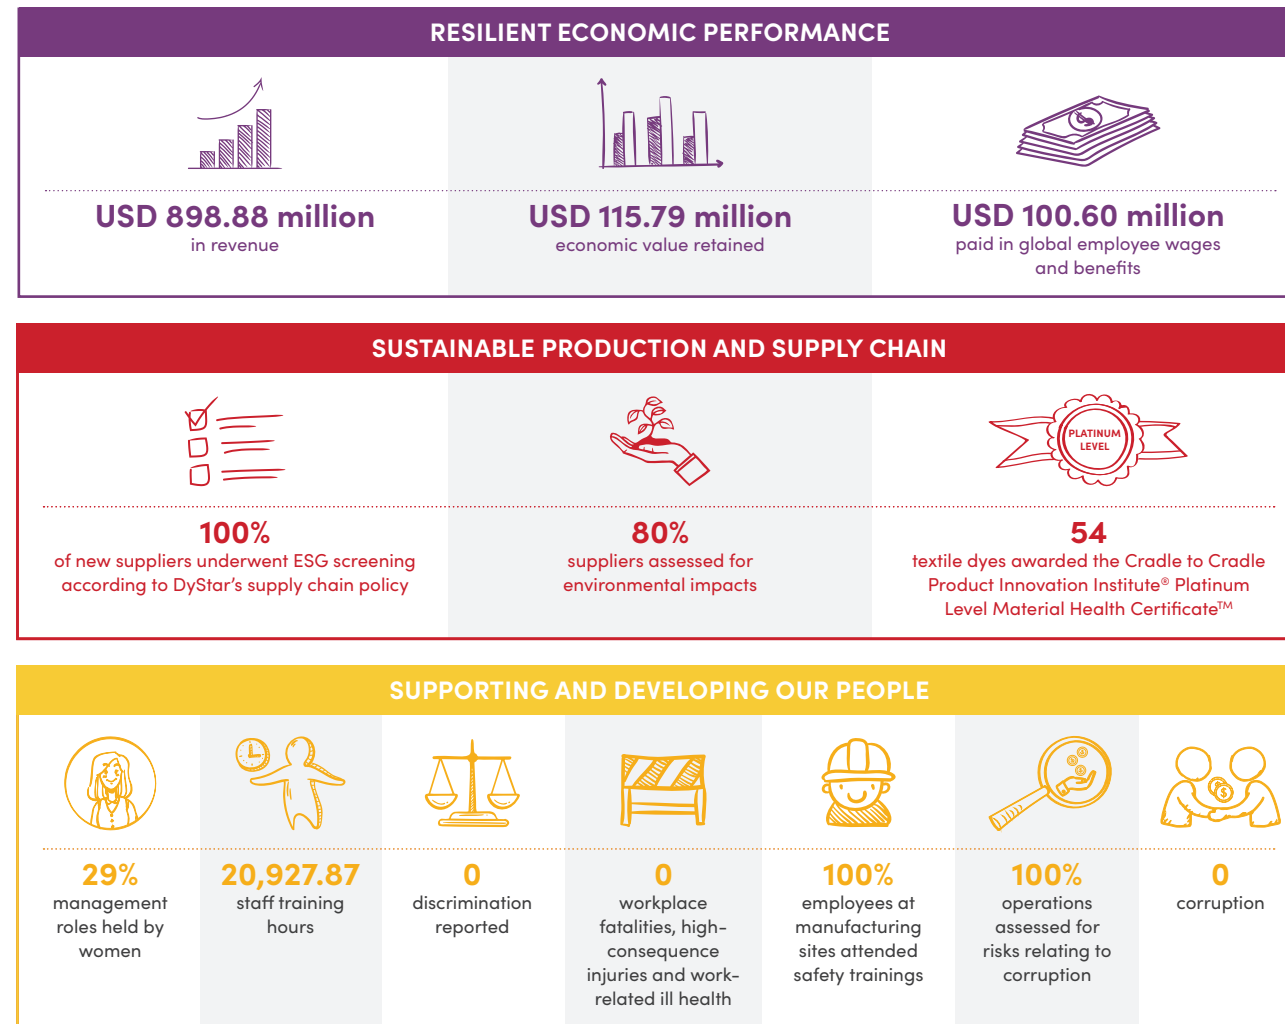 RESILIENT ECONOMIC PERFORMANCE
USD 898.88 million
in revenue
USD 115.79 million
economic value retained
USD 100.60 million
paid in global employee wages
and benefits
SUSTAINABLE PRODUCTION AND SUPPLY CHAIN
100%
of new suppliers underwent ESG screening
according to DyStar's supply chain policy
80%
suppliers assessed for
environmental impacts
PLATINUM
LEVEL
54
textile dyes awarded the Cradle to Cradle
Product Innovation Institute® Platinum
Level Material Health Certificate™
SUPPORTING AND DEVELOPING OUR PEOPLE
29%
management
roles held by
women
20,927.87
staff training
hours
0
discrimination
reported
0
workplace
fatalities, high-
consequence
injuries and work-
related ill health
100%
employees at
manufacturing
sites attended
safety trainings
100%
operations
assessed for
risks relating to
corruption
0
corruption